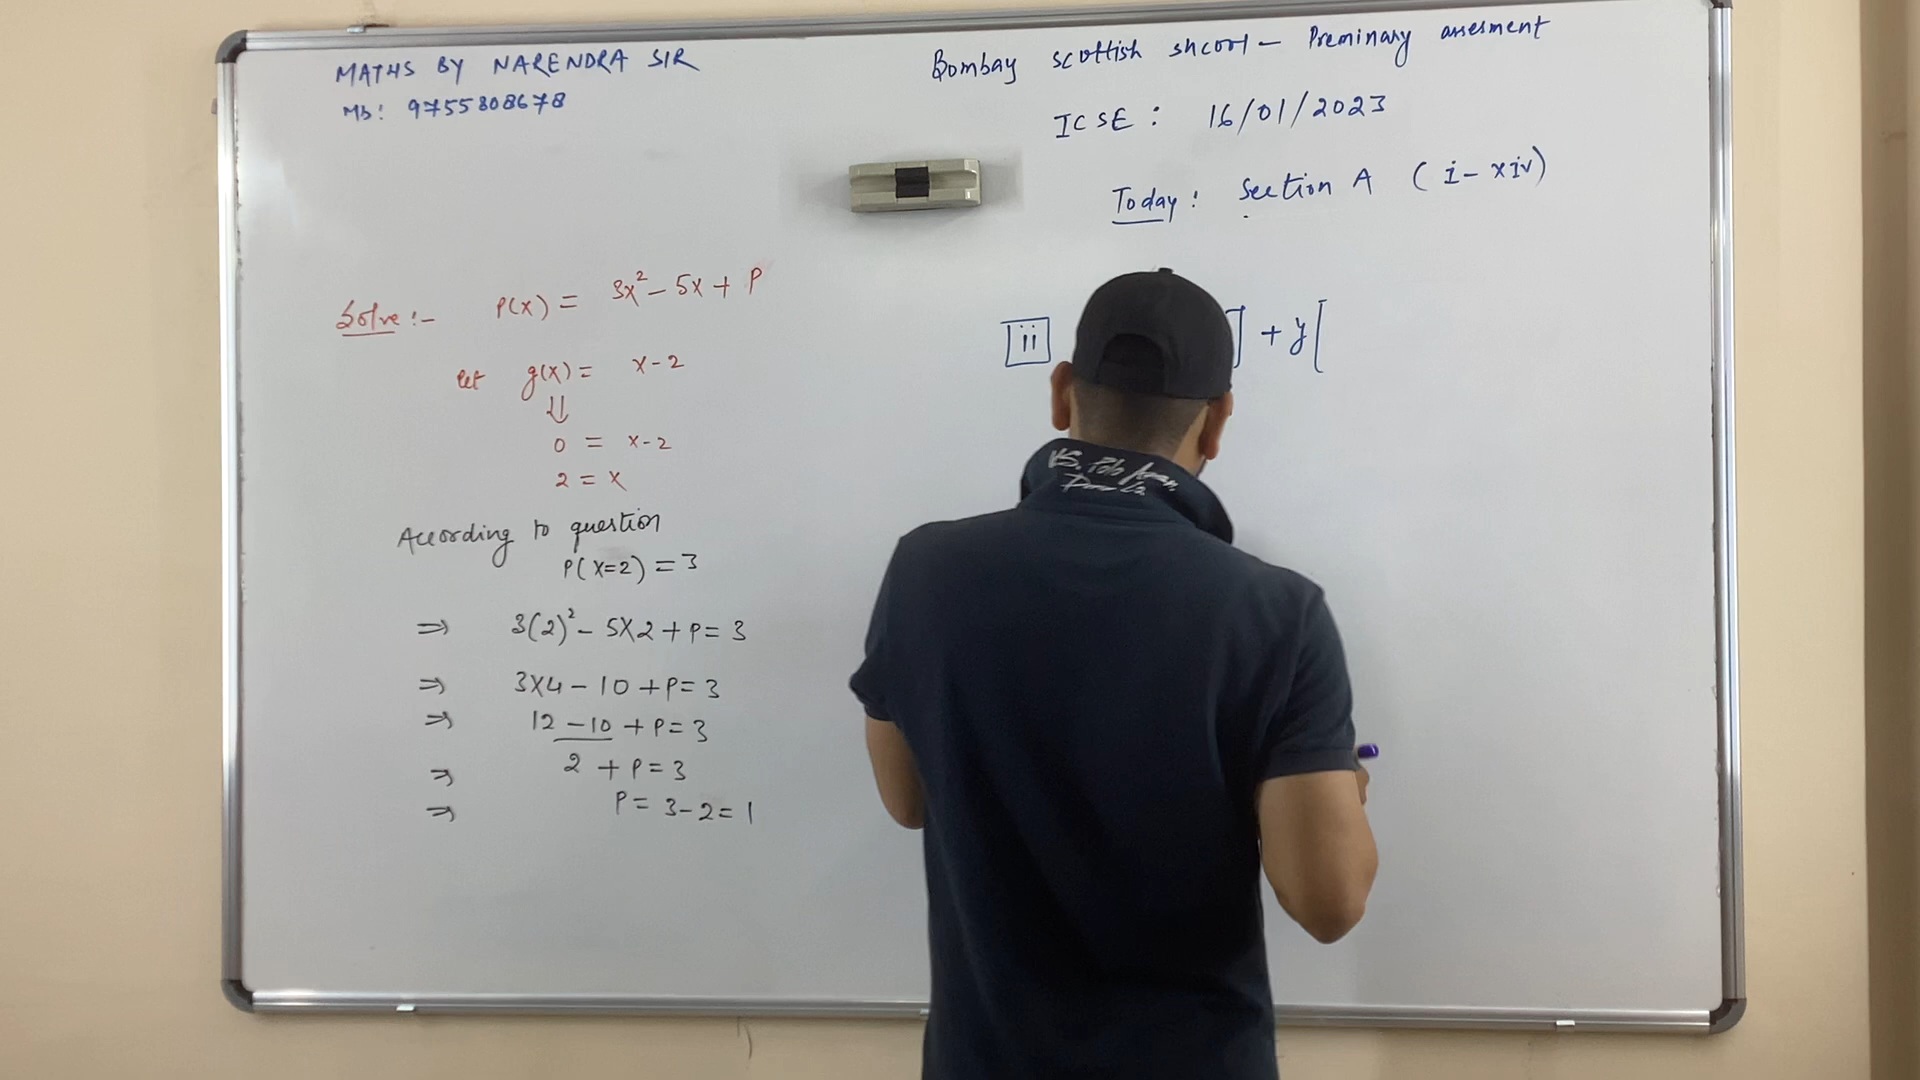 MATHS BY NARENDRA SIR
Mb: 9755808678
Bombay scottish shcool - Preminary assesment
ICSE: 16/01/2023
Today: Section A (i - xiv)
Solve:- P(x) = 3x² - 5x + P
let g(x) = x-2
⇓
0 = x-2
2 = x
According to question
P(x=2) = 3
⇒ 3(2)² - 5x2 + P = 3
⇒ 3x4 - 10 + P = 3
⇒ 12 - 10 + P = 3
⇒ 2 + P = 3
⇒ P = 3-2 = 1
ii ] + y[
VS. Polo